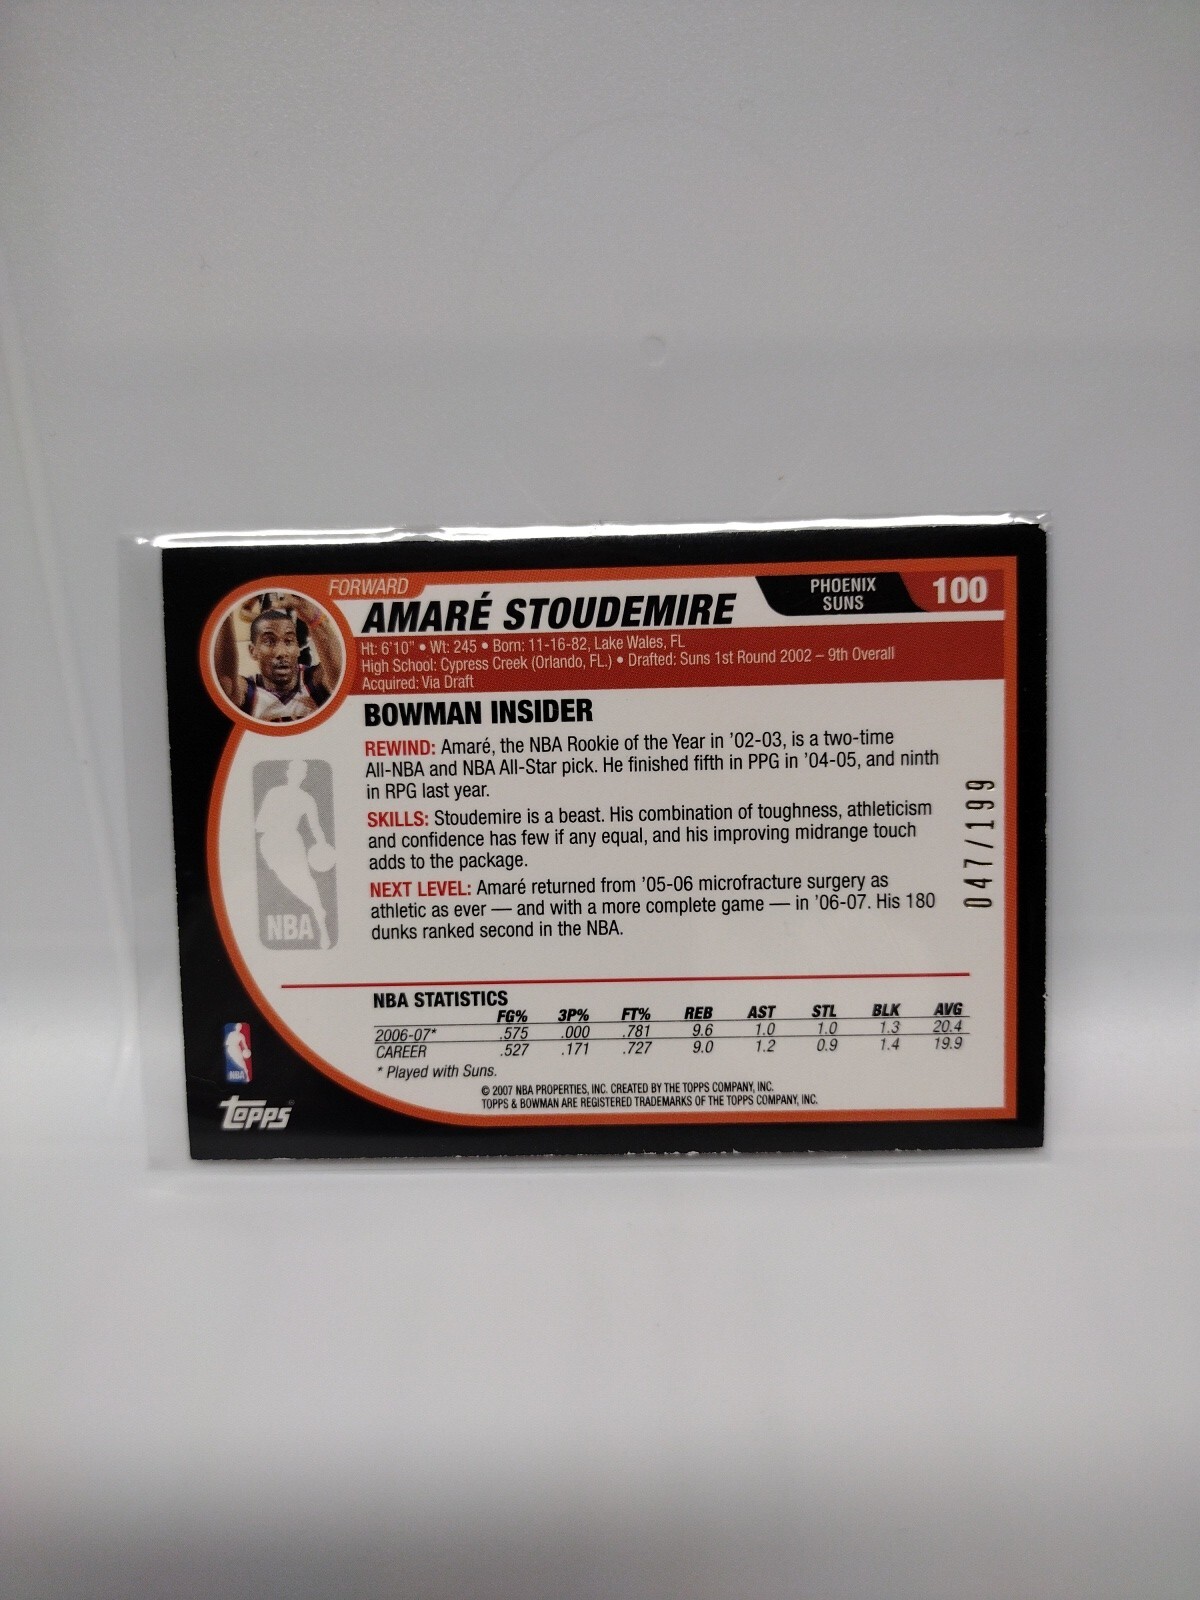 FORWARD
AMARÉ STOUDEMIRE
PHOENIX
SUNS
100
Ht: 6'10" • Wt: 245 • Born: 11-16-82, Lake Wales, FL
High School: Cypress Creek (Orlando, FL.) • Drafted: Suns 1st Round 2002 – 9th Overall
Acquired: Via Draft
BOWMAN INSIDER
REWIND: Amaré, the NBA Rookie of the Year in '02-03, is a two-time
All-NBA and NBA All-Star pick. He finished fifth in PPG in '04-05, and ninth
in RPG last year.
SKILLS: Stoudemire is a beast. His combination of toughness, athleticism
and confidence has few if any equal, and his improving midrange touch
adds to the package.
NEXT LEVEL: Amaré returned from '05-06 microfracture surgery as
athletic as ever — and with a more complete game — in '06-07. His 180
dunks ranked second in the NBA.
047/199
NBA
NBA STATISTICS
FG% 3P% FT% REB AST STL BLK AVG
2006-07* .575 .000 .781 9.6 1.0 1.0 1.3 20.4
CAREER .527 .171 .727 9.0 1.2 0.9 1.4 19.9
* Played with Suns.
© 2007 NBA PROPERTIES, INC. CREATED BY THE TOPPS COMPANY, INC.
TOPPS & BOWMAN ARE REGISTERED TRADEMARKS OF THE TOPPS COMPANY, INC.
NBA
TOPPS